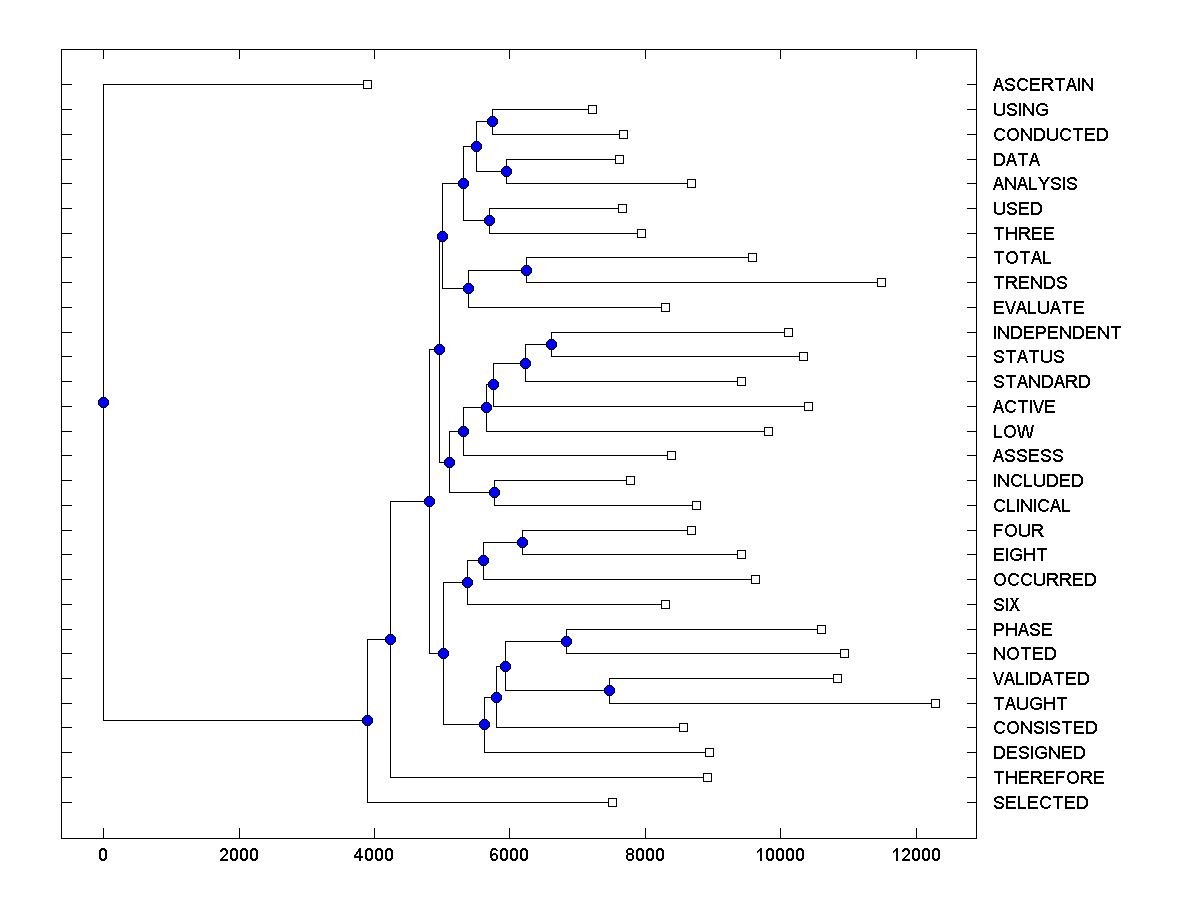 ASCERTAIN
USING
CONDUCTED
DATA
ANALYSIS
USED
THREE
TOTAL
TRENDS
EVALUATE
INDEPENDENT
STATUS
STANDARD
ACTIVE
LOW
ASSESS
INCLUDED
CLINICAL
FOUR
EIGHT
OCCURRED
SIX
PHASE
NOTED
VALIDATED
TAUGHT
CONSISTED
DESIGNED
THEREFORE
SELECTED
0 2000 4000 6000 8000 10000 12000